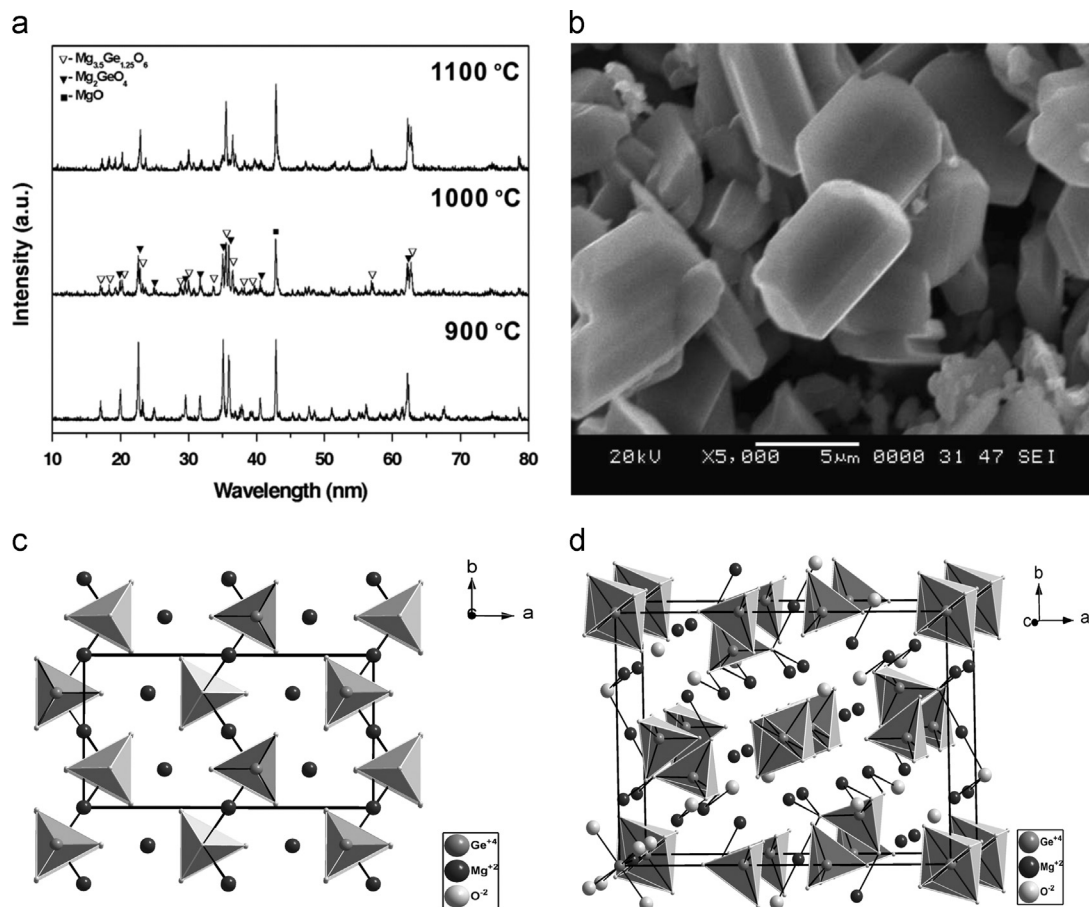 a
▽- Mg3.5Ge1.25O6
▼- Mg2GeO4
■- MgO
1100 °C
1000 °C
900 °C
Intensity (a.u.)
10 20 30 40 50 60 70 80
Wavelength (nm)
b
20kV X5,000 5μm 0000 31 47 SEI
c
b
a
c
Ge+4
Mg+2
O-2
d
b
a
c
Ge+4
Mg+2
O-2